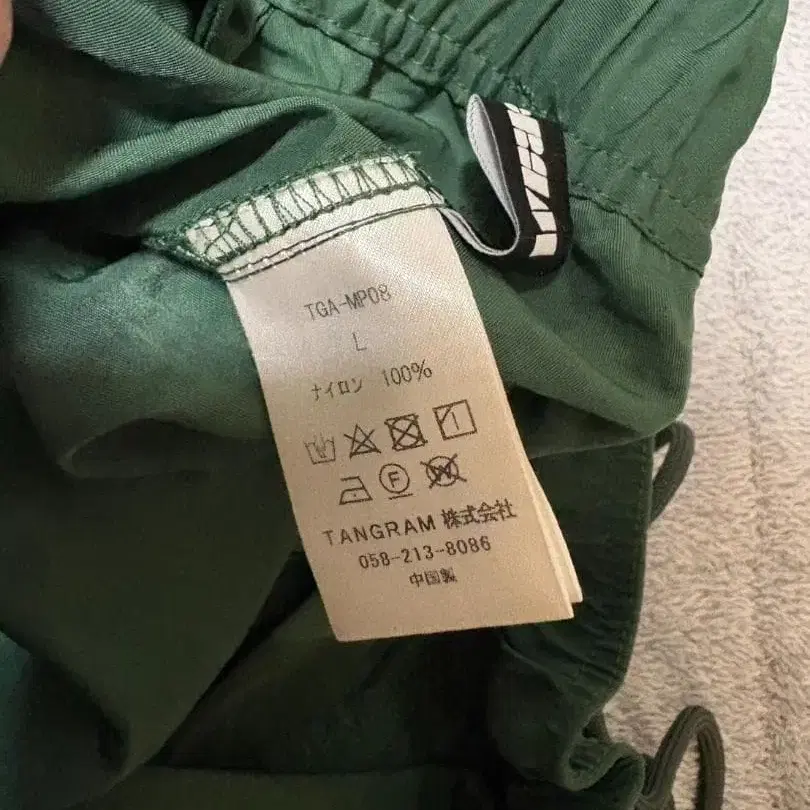 TGA-MP08
L
ナイロン 100%
F
W
TANGRAM 株式会社
058-213-8086
中国製